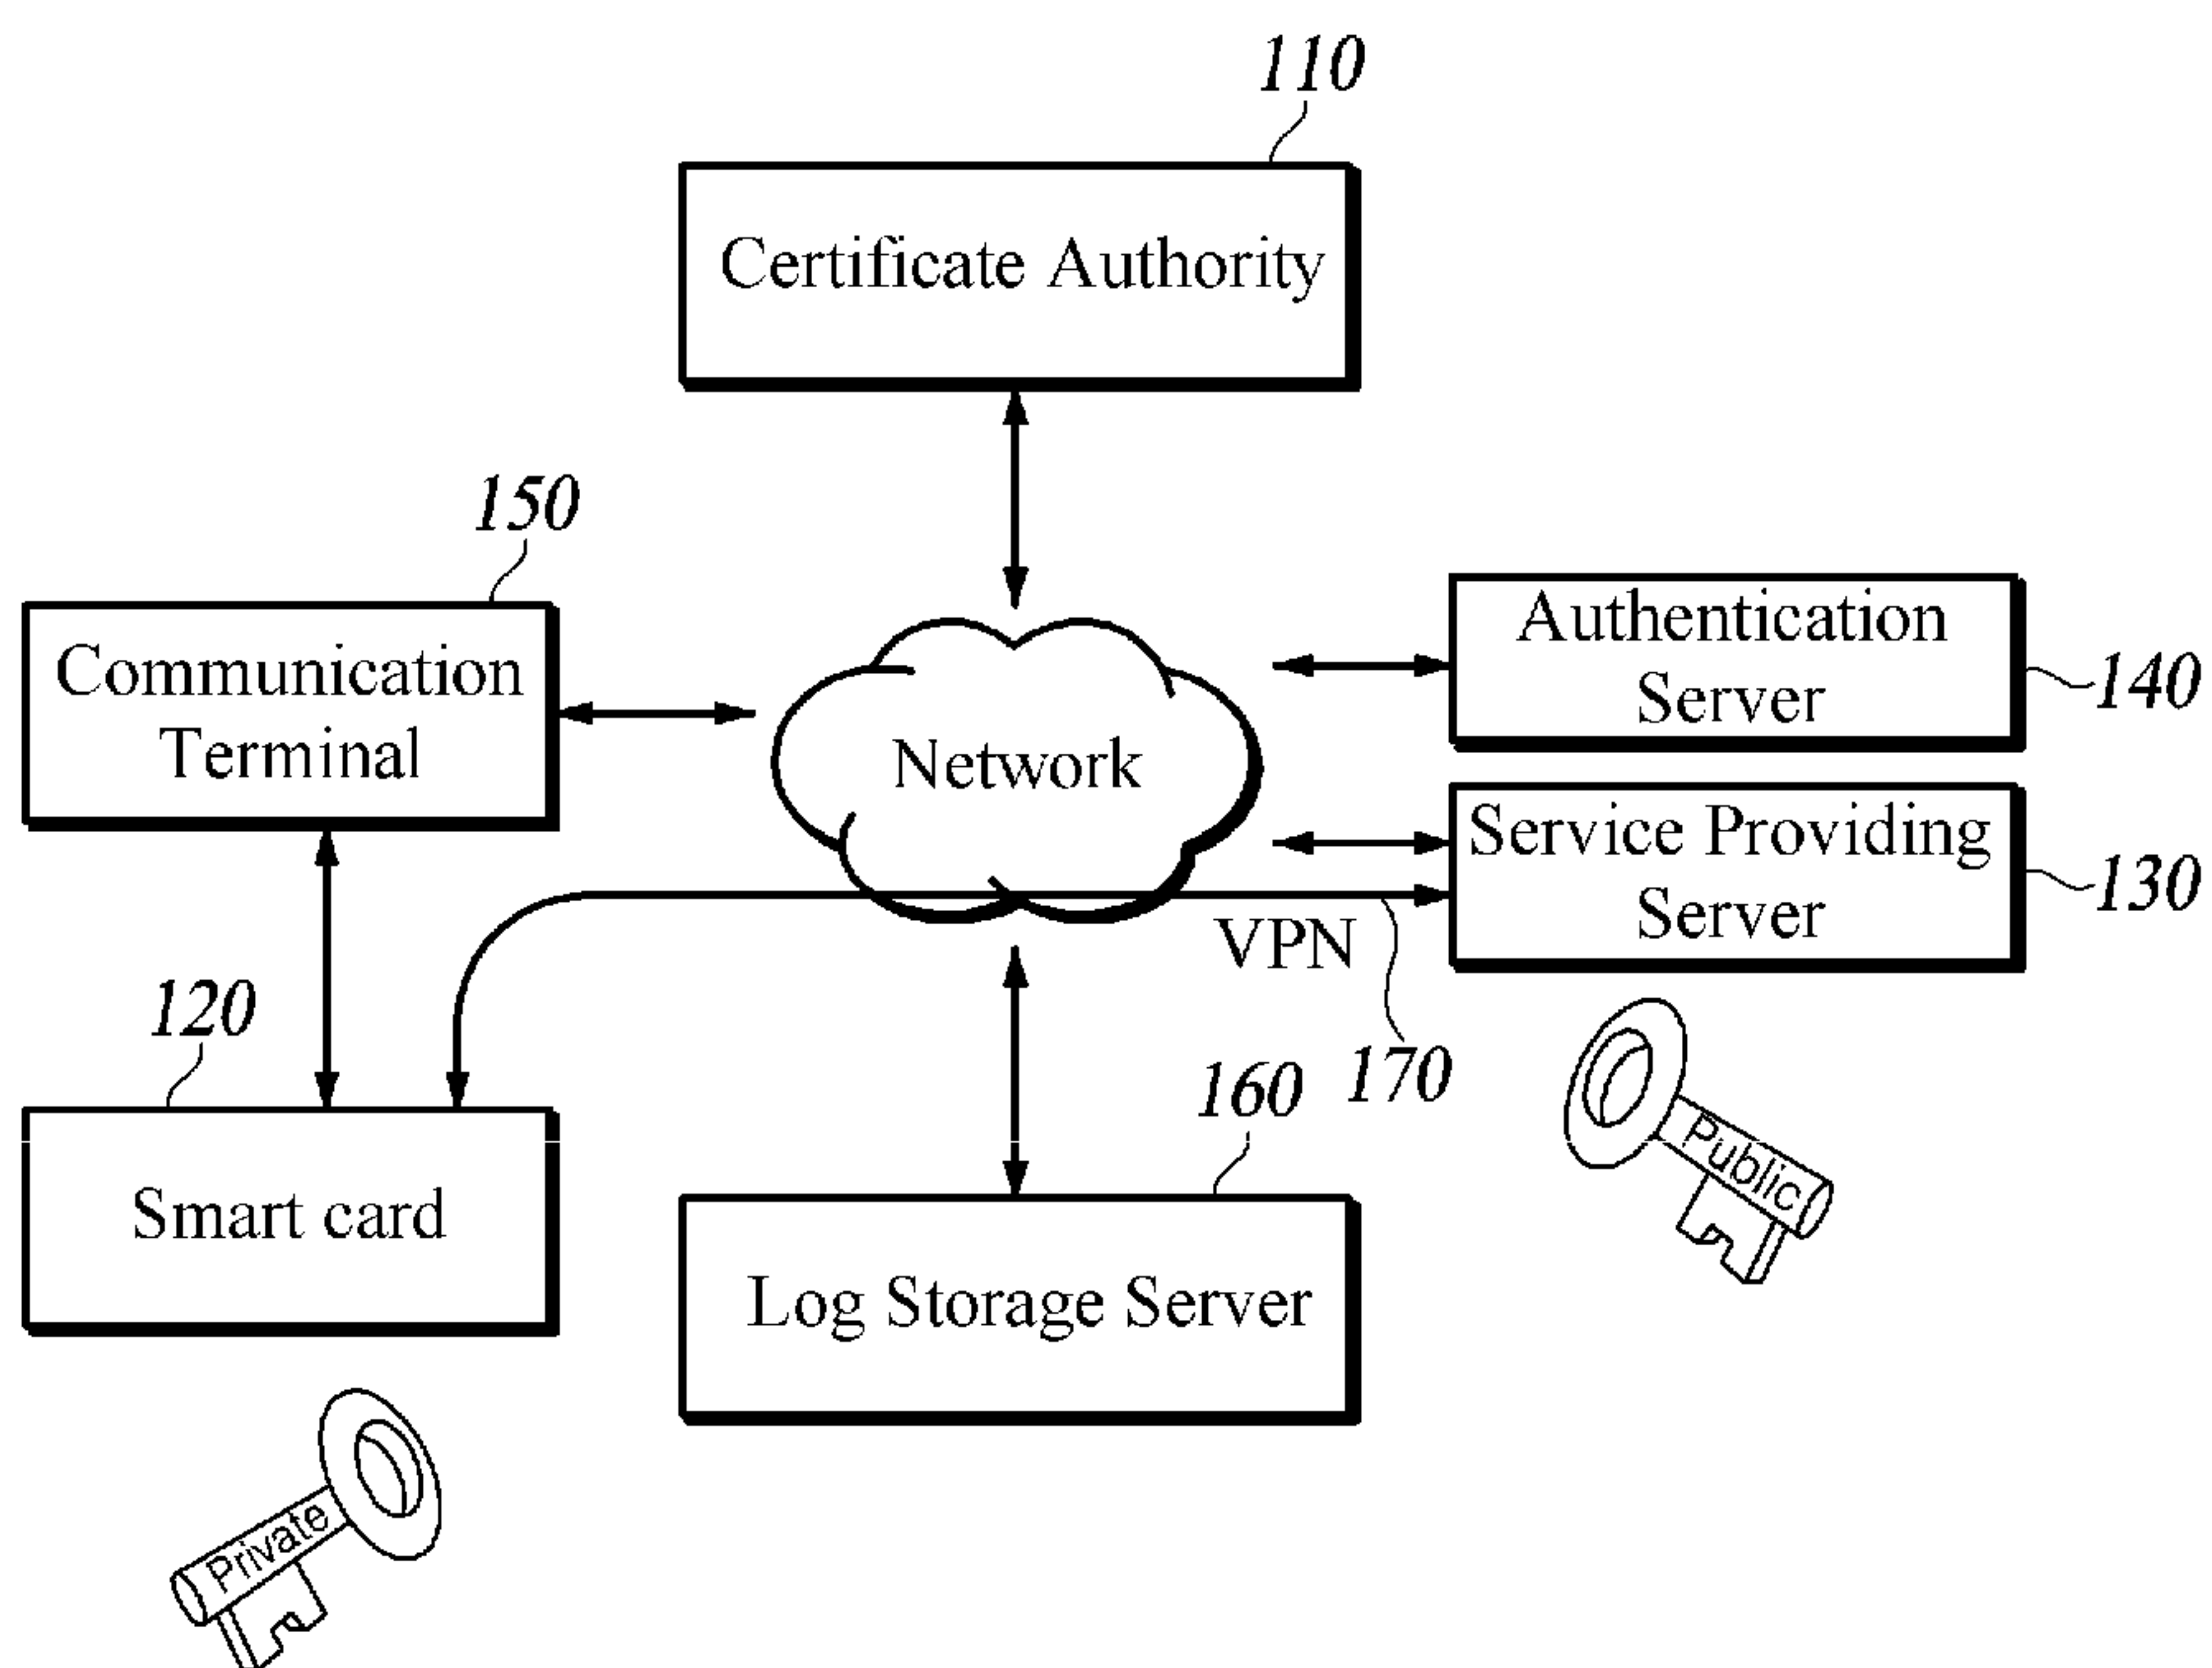 110
Certificate Authority
150
Communication
Terminal
Authentication
Server
140
Network
Service Providing
Server
130
VPN
170
120
Smart card
160
Log Storage Server
Public
Private